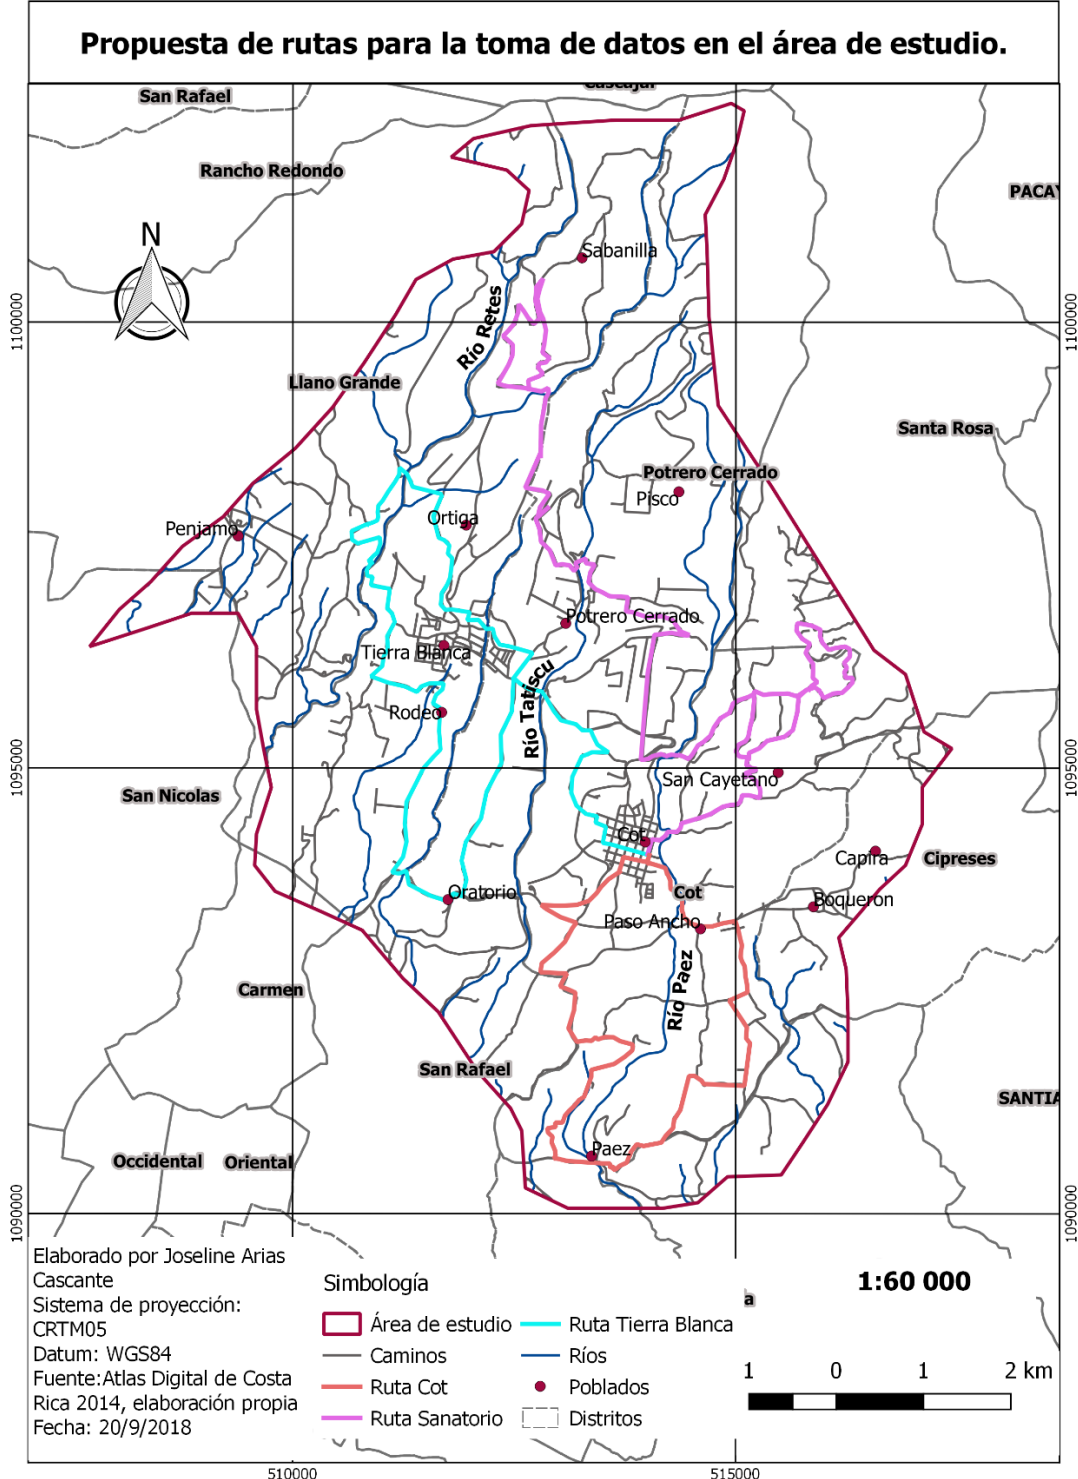 Propuesta de rutas para la toma de datos en el área de estudio.
Cascajal
San Rafael
Rancho Redondo
PACAY
N
Sabanilla
1100000
1100000
Río Retes
Llano Grande
Santa Rosa
Potrero Cerrado
Pisco
Ortiga
Penjamo
Potrero Cerrado
Tierra Blanca
Río Tatiscu
Rodeo
1095000
1095000
San Cayetano
San Nicolas
Cot
Capira
Cipreses
Oratorio
Cot
Boqueron
Paso Ancho
Río Paez
Carmen
San Rafael
SANTIA
Paez
Occidental
Oriental
1090000
1090000
Elaborado por Joseline Arias
Cascante
Sistema de proyección:
CRTM05
Datum: WGS84
Fuente:Atlas Digital de Costa
Rica 2014, elaboración propia
Fecha: 20/9/2018
Simbología
Área de estudio
Caminos
Ruta Cot
Ruta Sanatorio
Ruta Tierra Blanca
Ríos
Poblados
Distritos
a
1:60 000
1 0 1 2 km
510000
515000